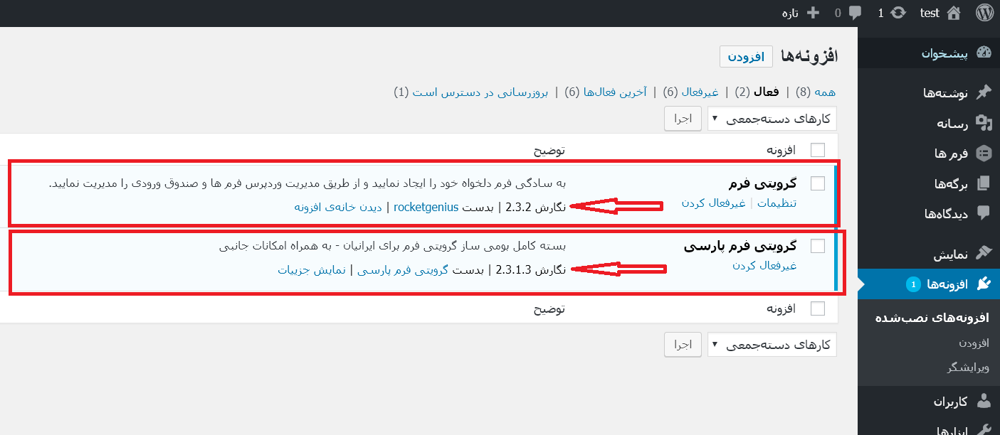 test 1 0 تازه
پیشخوان
نوشته‌ها
رسانه
فرم ها
برگه‌ها
دیدگاه‌ها
نمایش
افزونه‌ها 1
افزونه‌های نصب‌شده
افزودن
ویرایشگر
کاربران
ابزارها
افزونه‌ها افزودن
همه (8) | فعال (2) | غیرفعال (6) | آخرین فعال‌ها (6) | بروزرسانی در دسترس است (1)
کارهای دسته‌جمعی اجرا
افزونه توضیح
گرویتی فرم به سادگی فرم دلخواه خود را ایجاد نمایید و از طریق مدیریت وردپرس فرم ها و صندوق ورودی را مدیریت نمایید.
تنظیمات | غیرفعال کردن نگارش 2.3.2 | بدست rocketgenius | دیدن خانه‌ی افزونه
گرویتی فرم پارسی بسته کامل بومی ساز گرویتی فرم برای ایرانیان - به همراه امکانات جانبی
غیرفعال کردن نگارش 2.3.1.3 | بدست گرویتی فرم پارسی | نمایش جزییات
افزونه توضیح
کارهای دسته‌جمعی اجرا